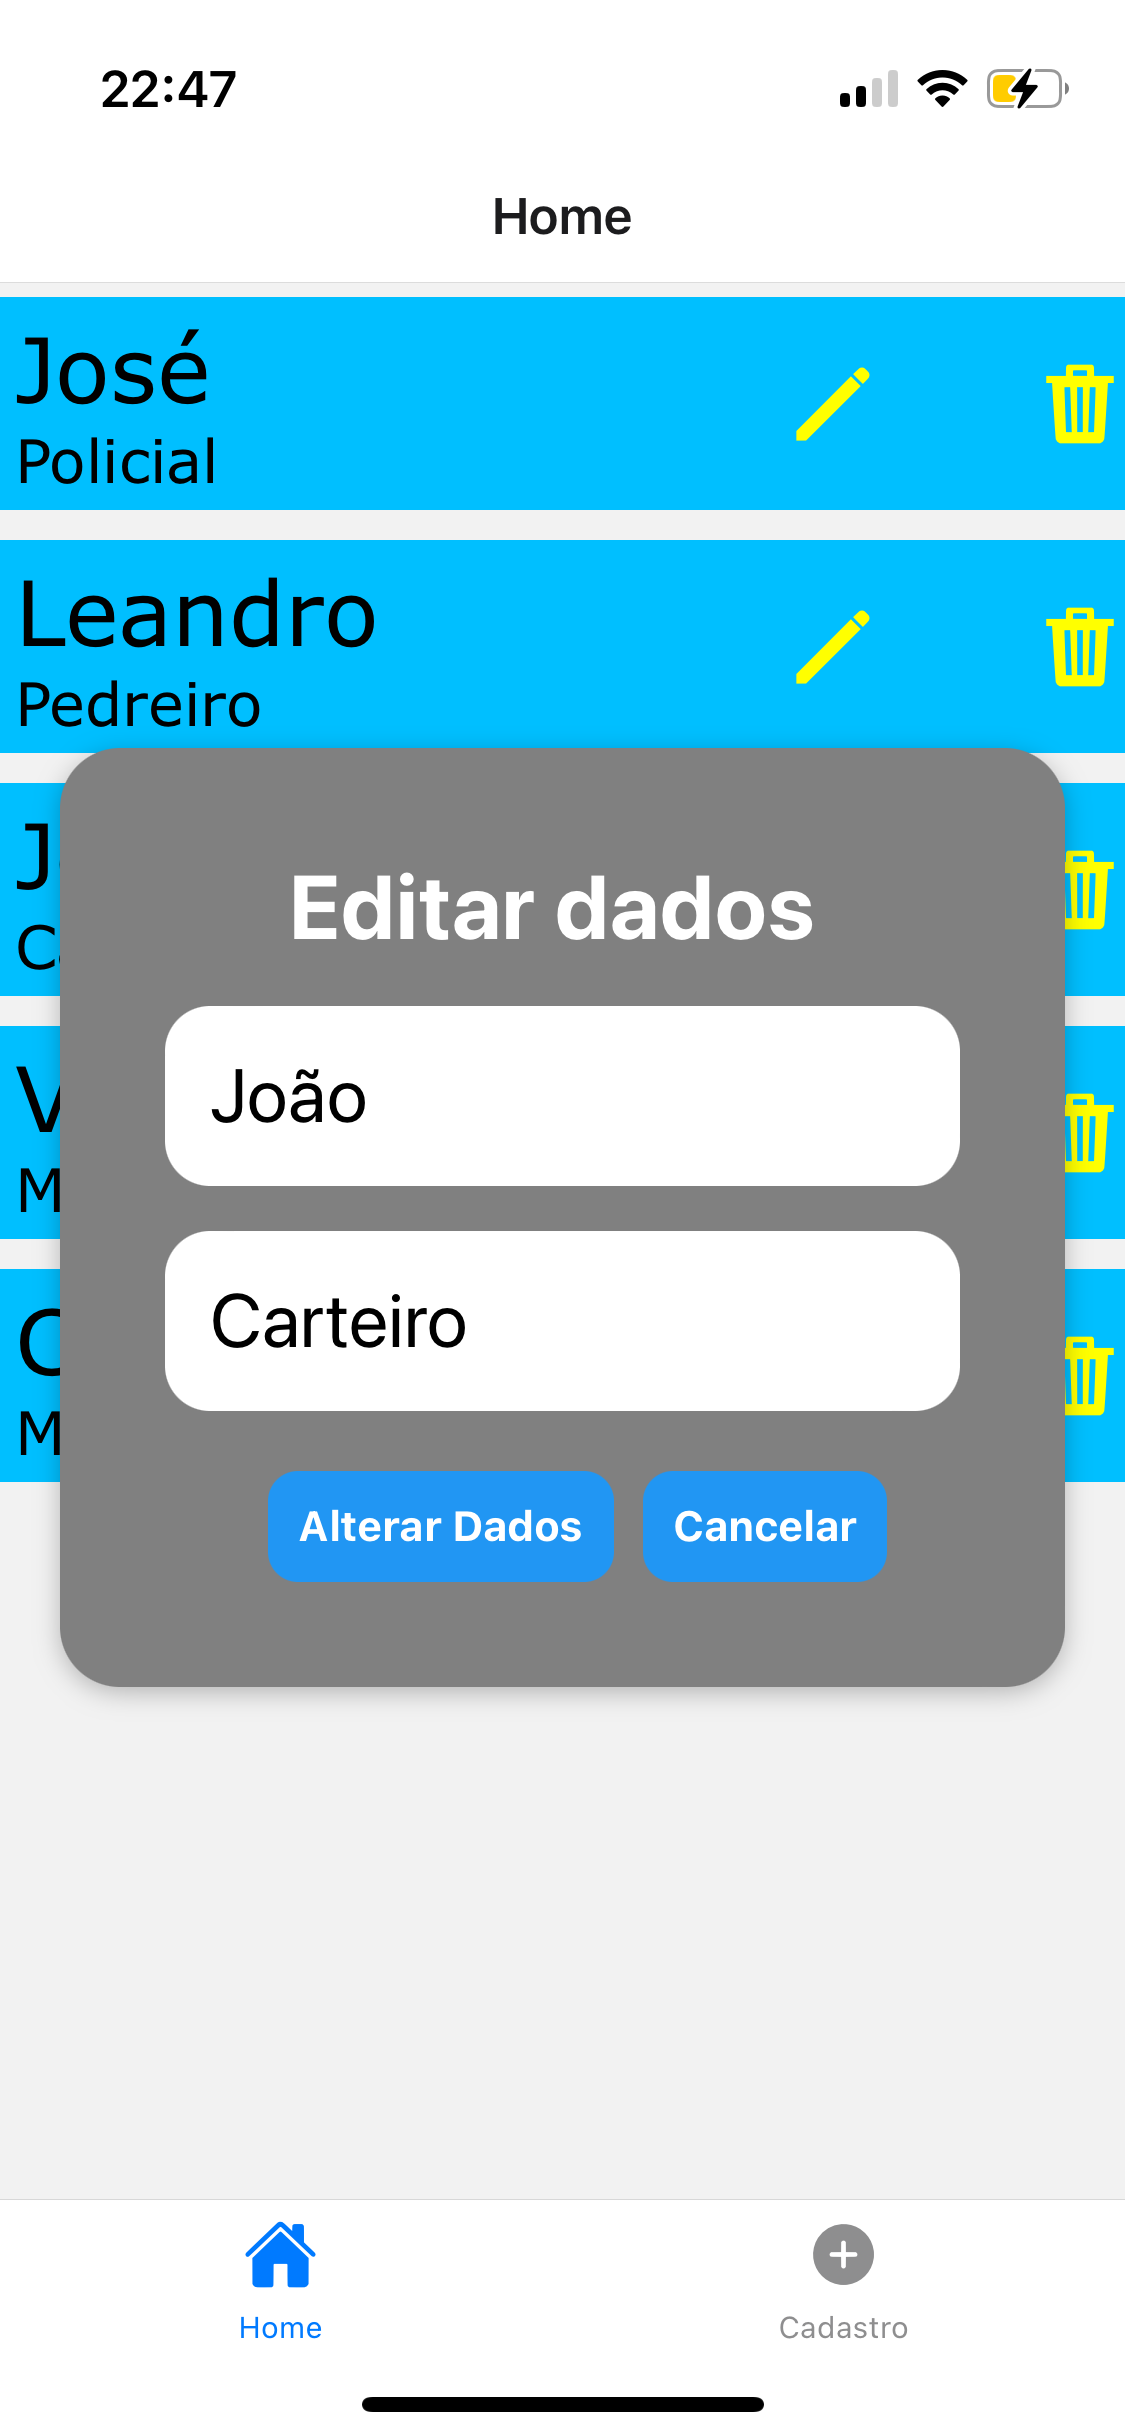 22:47
Home
José
Policial
Leandro
Pedreiro
Editar dados
João
Carteiro
Alterar Dados
Cancelar
Home
Cadastro